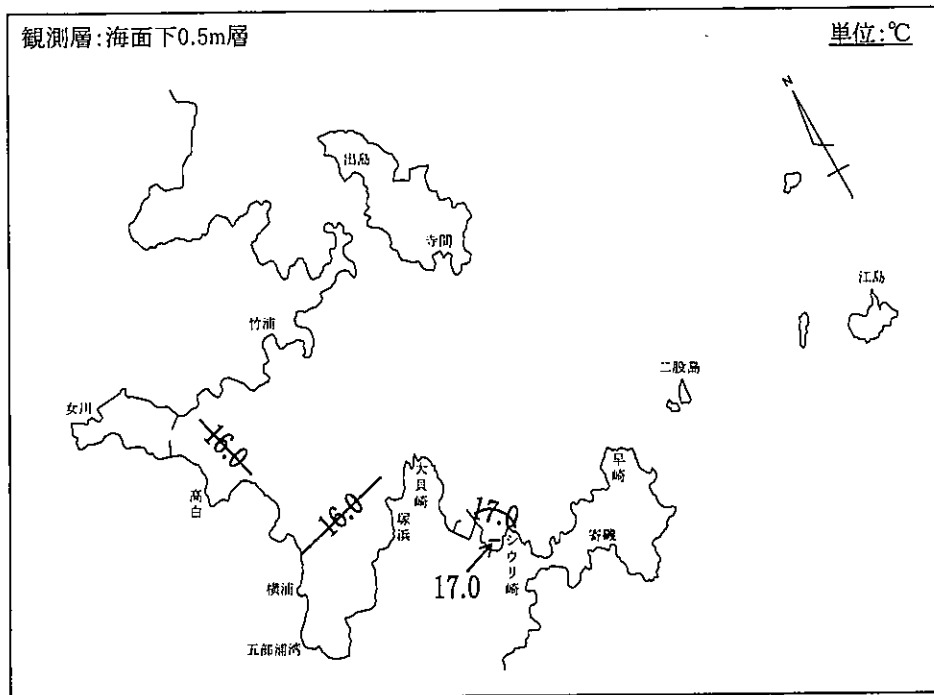 観測層:海面下0.5m層
単位:℃
N
出島
寺間
江島
竹浦
二股島
女川
16.0
早崎
大貝崎
高白
16.0
塚浜
17.0
寄磯
シウリ崎
17.0
横浦
五部浦湾